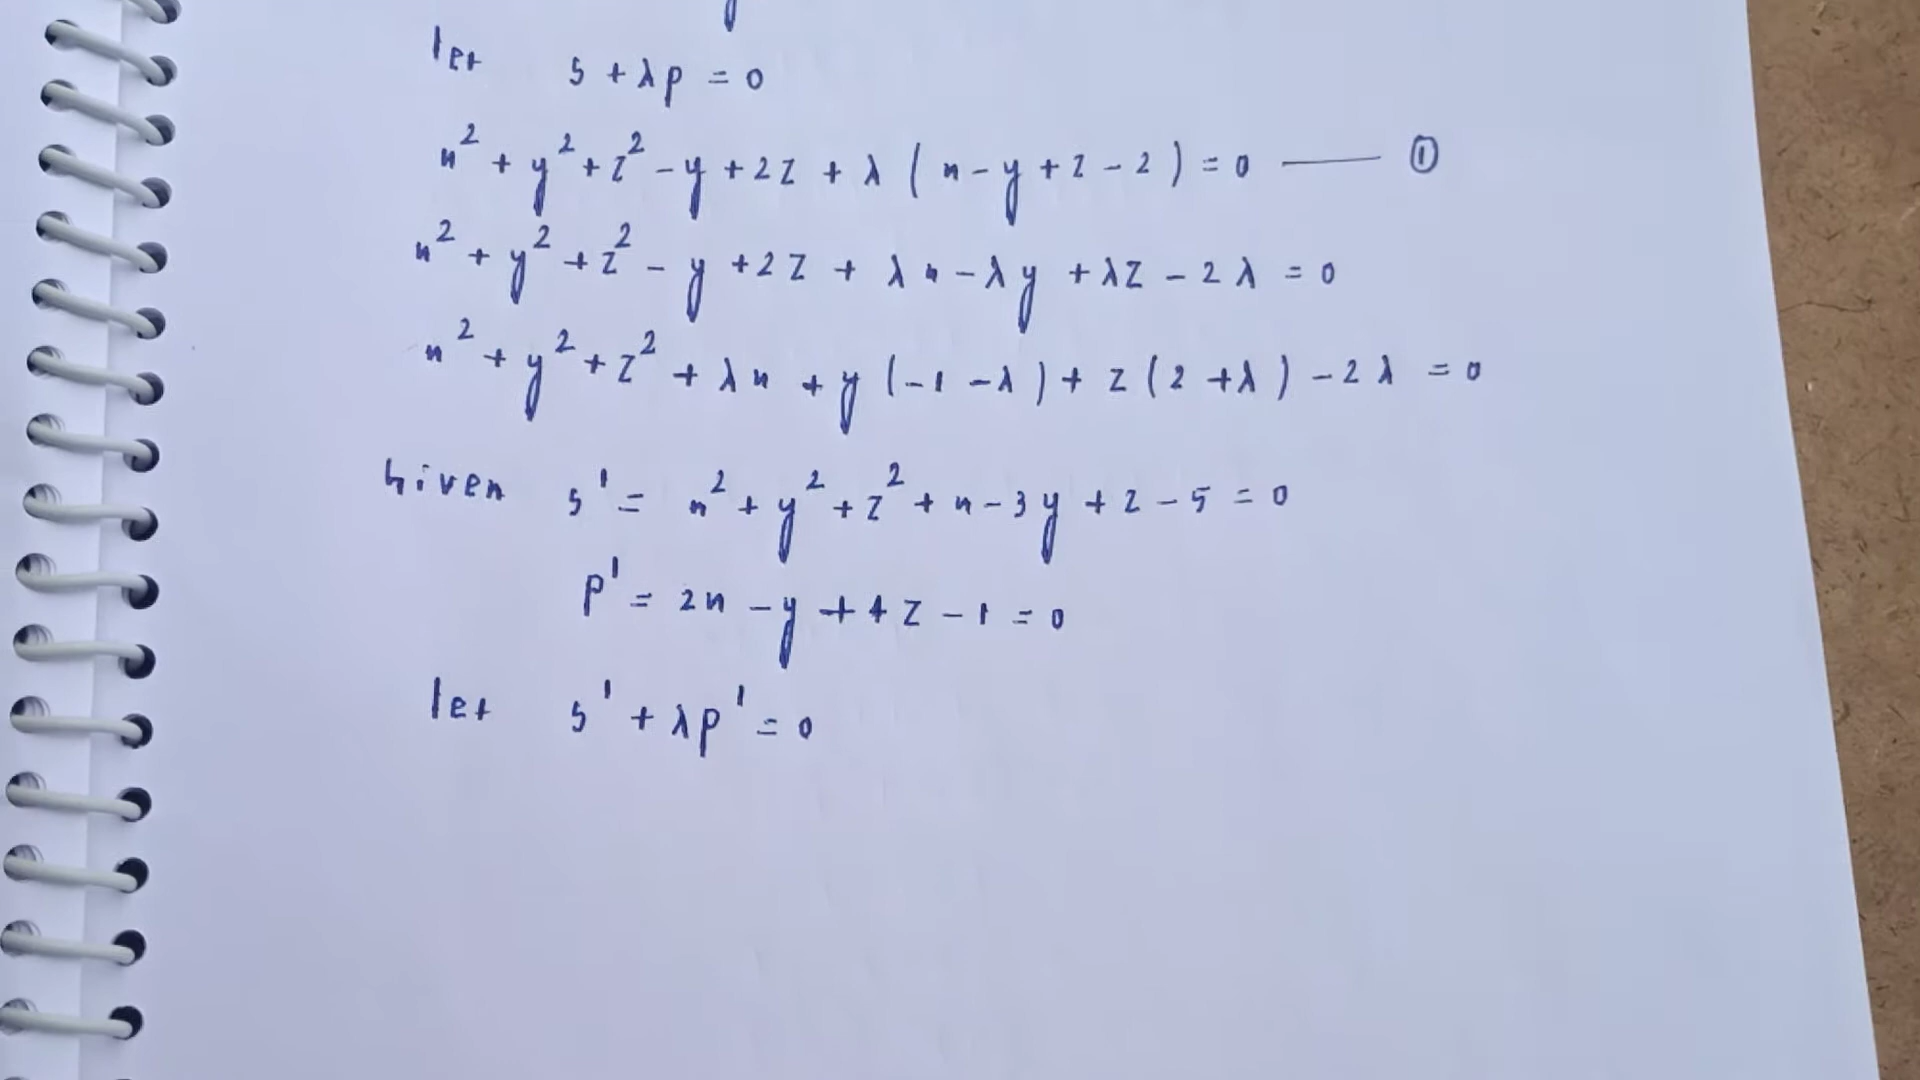 let s + λp = 0
x² + y² + z² - y + 2z + λ ( x - y + z - 2 ) = 0 —— ①
x² + y² + z² - y + 2z + λx - λy + λz - 2λ = 0
x² + y² + z² + λx + y (-1 - λ) + z (2 + λ) - 2λ = 0
Given s' = x² + y² + z² + x - 3y + z - 5 = 0
p' = 2x - y + 4z - 1 = 0
let s' + λp' = 0